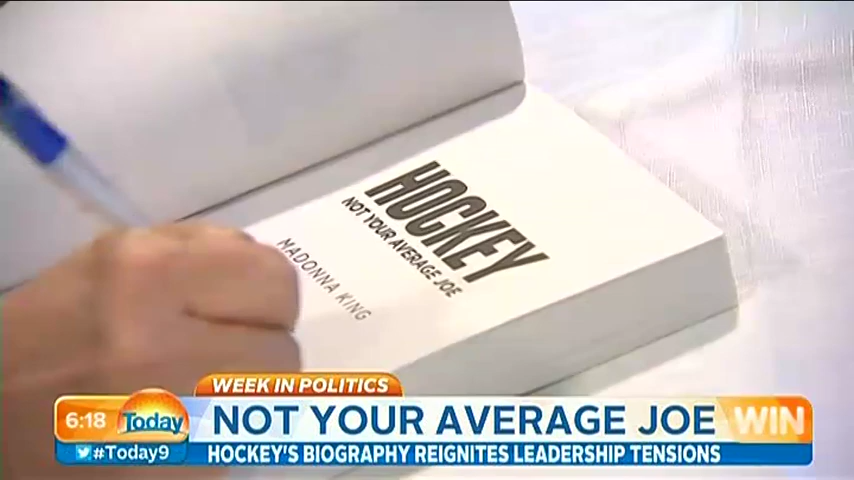 HOCKEY
NOT YOUR AVERAGE JOE
MADONNA KING
WEEK IN POLITICS
6:18 Today NOT YOUR AVERAGE JOE WIN
#Today9 HOCKEY'S BIOGRAPHY REIGNITES LEADERSHIP TENSIONS